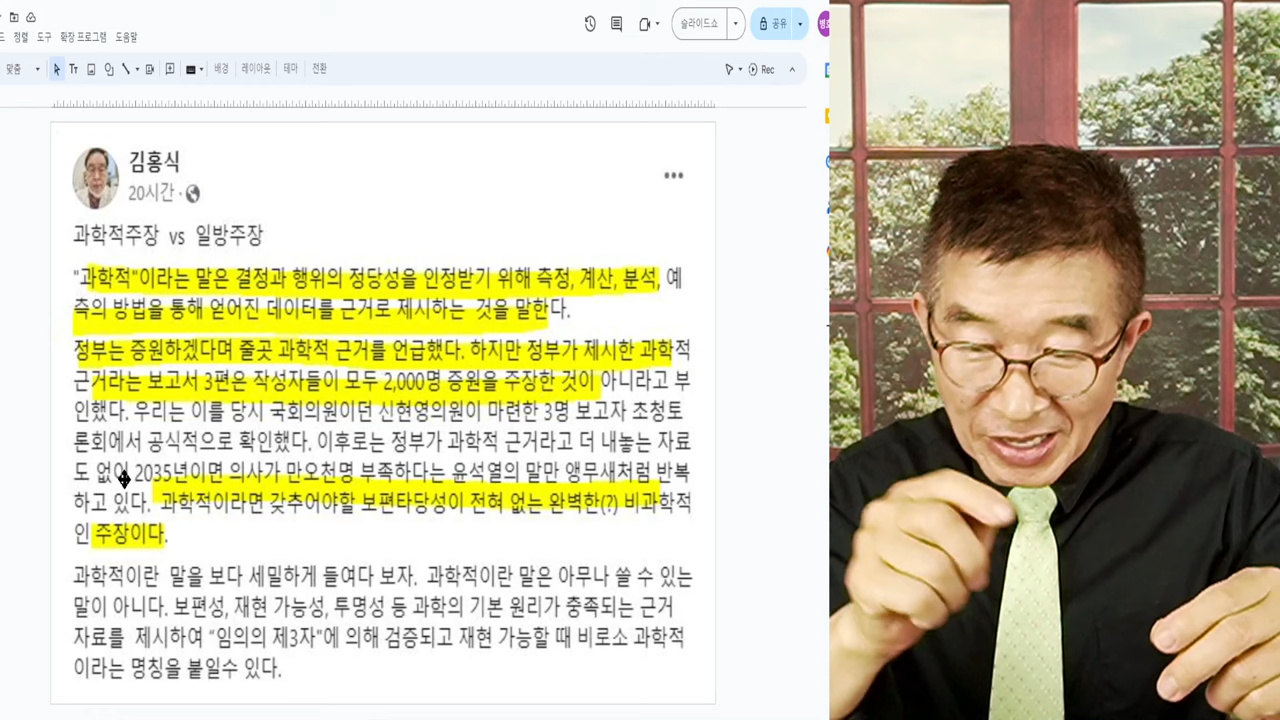 정렬 도구 확장 프로그램 도움말
슬라이드쇼
공유
맞춤
Tт
배경 레이아웃 테마 전환
Rec
김홍식
20시간 ·
과학적주장 vs 일방주장
"과학적"이라는 말은 결정과 행위의 정당성을 인정받기 위해 측정, 계산, 분석, 예
측의 방법을 통해 얻어진 데이터를 근거로 제시하는 것을 말한다.
정부는 증원하겠다며 줄곳 과학적 근거를 언급했다. 하지만 정부가 제시한 과학적
근거라는 보고서 3편은 작성자들이 모두 2,000명 증원을 주장한 것이 아니라고 부
인했다. 우리는 이를 당시 국회의원이던 신현영의원이 마련한 3명 보고자 초청토
론회에서 공식적으로 확인했다. 이후로는 정부가 과학적 근거라고 더 내놓는 자료
도 없이 2035년이면 의사가 만오천명 부족하다는 윤석열의 말만 앵무새처럼 반복
하고 있다. 과학적이라면 갖추어야할 보편타당성이 전혀 없는 완벽한(?) 비과학적
인 주장이다.
과학적이란 말을 보다 세밀하게 들여다 보자. 과학적이란 말은 아무나 쓸 수 있는
말이 아니다. 보편성, 재현 가능성, 투명성 등 과학의 기본 원리가 충족되는 근거
자료를 제시하여 "임의의 제3자"에 의해 검증되고 재현 가능할 때 비로소 과학적
이라는 명칭을 붙일수 있다.